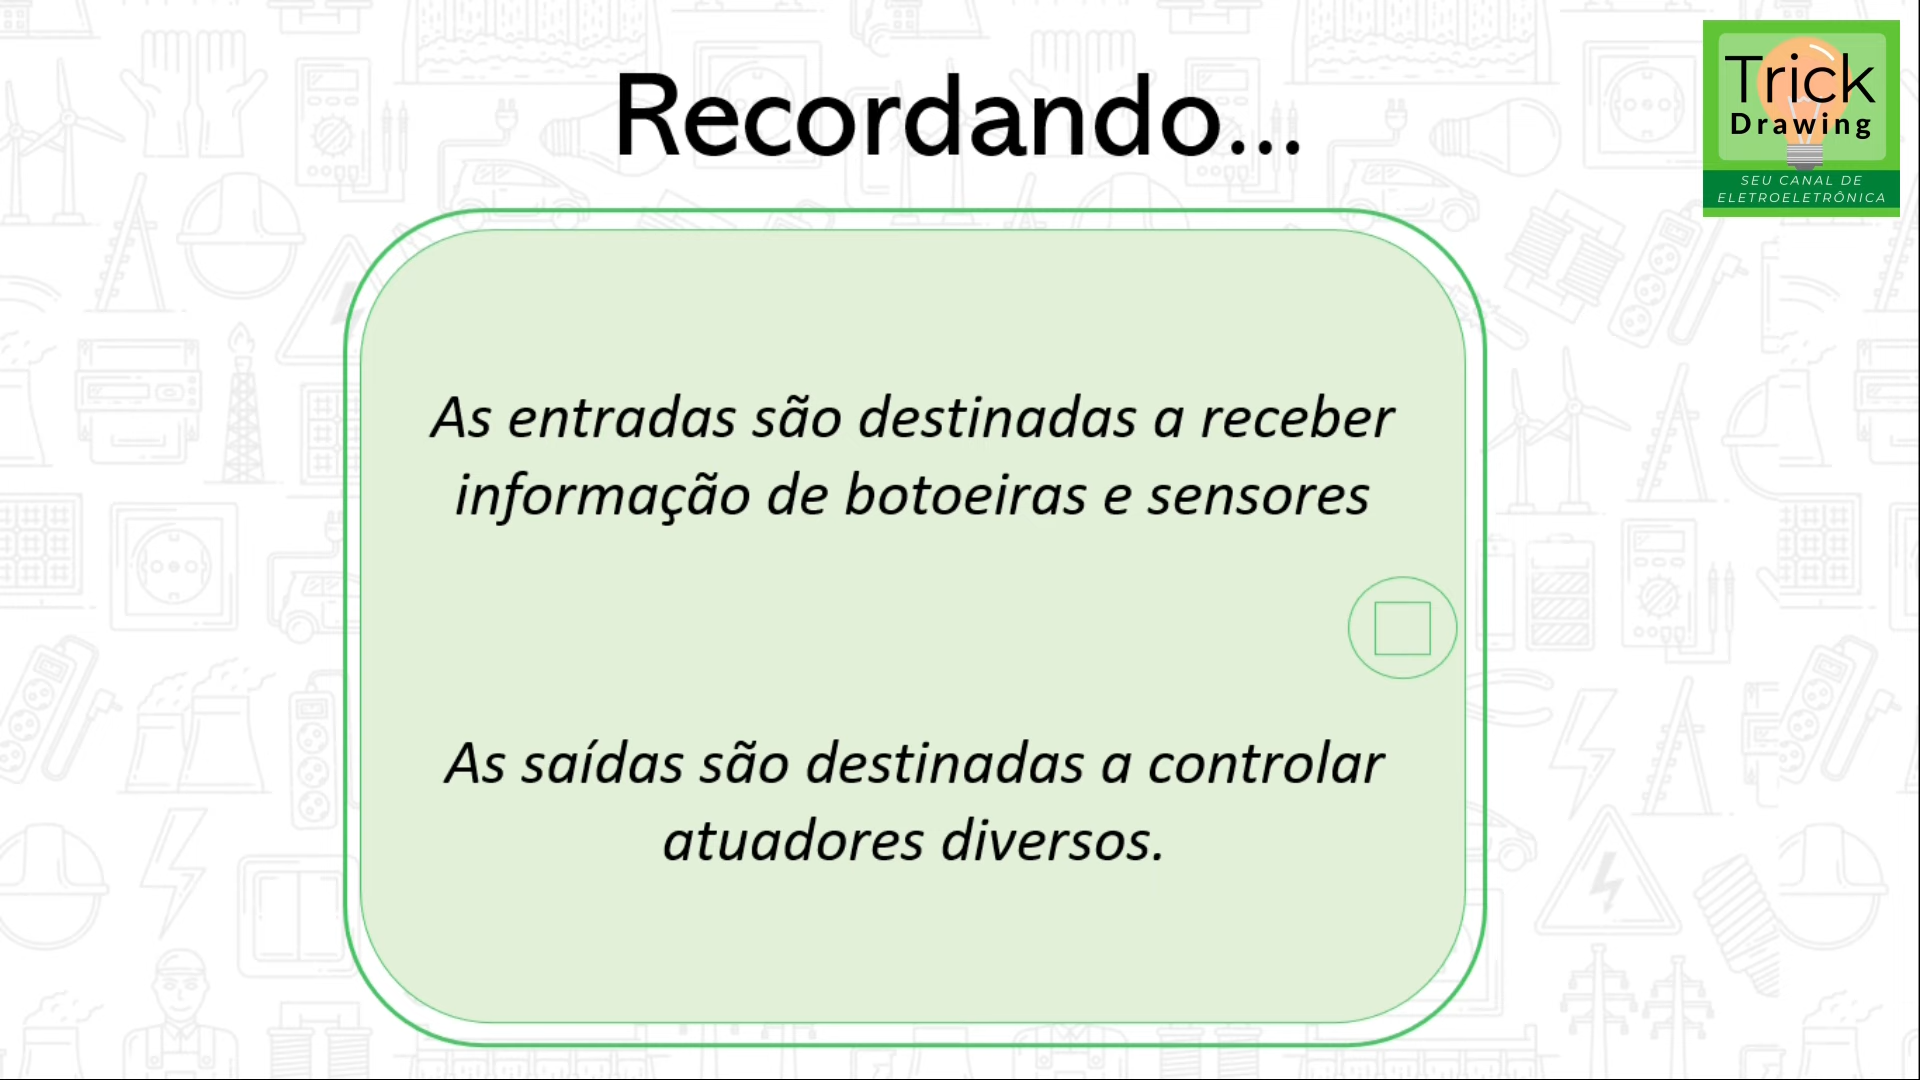 Recordando...
Trick
Drawing
SEU CANAL DE
ELETROELETRÔNICA
As entradas são destinadas a receber
informação de botoeiras e sensores
As saídas são destinadas a controlar
atuadores diversos.